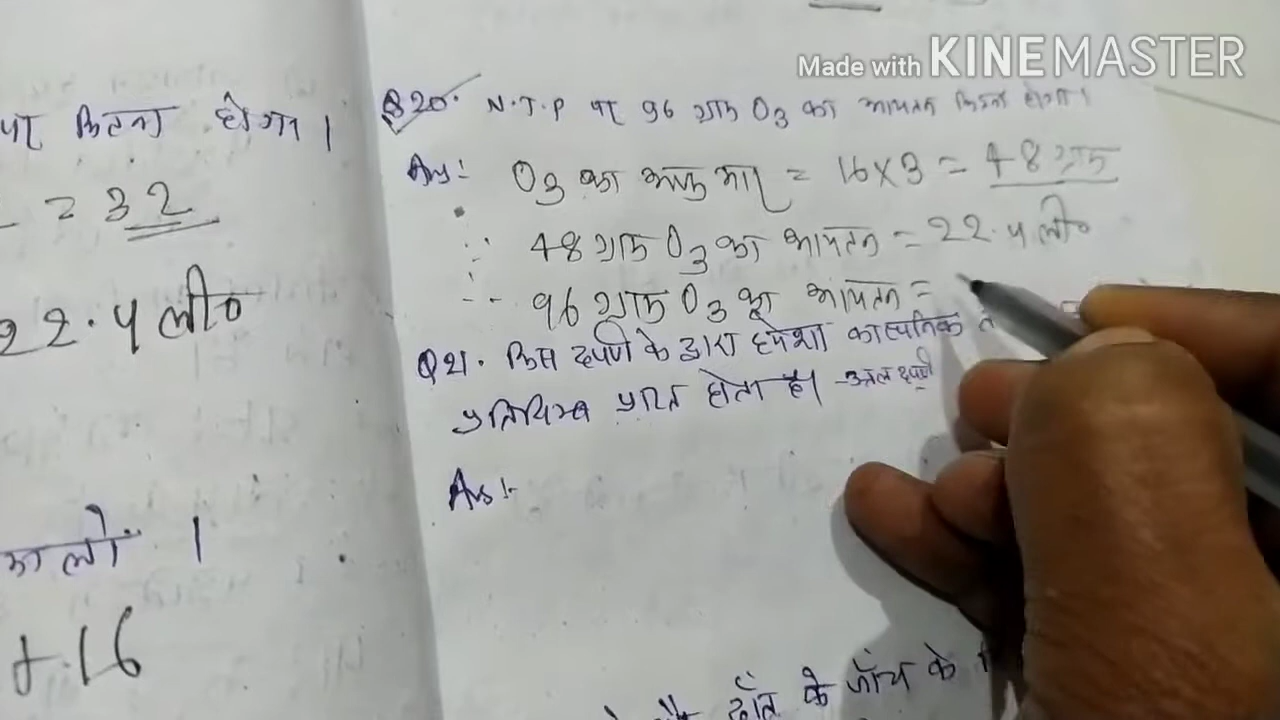 Made with KINEMASTER
पर कितना होगा।
= 32
22.4 ली०
कालो।
+ 16
Q20. N.T.P पर 96 ग्राम O3 का आयतन कितना होगा।
Ans: O3 का अणु भार = 16×3 = 48 ग्राम
∵ 48 ग्राम O3 का आयतन = 22.4 ली०
∴ 96 ग्राम O3 का आयतन =
Q21. किस दर्पण के द्वारा हमेशा काल्पनिक
प्रतिबिम्ब प्राप्त होता है। - उत्तल दर्पण
Ans:-
दाँत के जाँच के